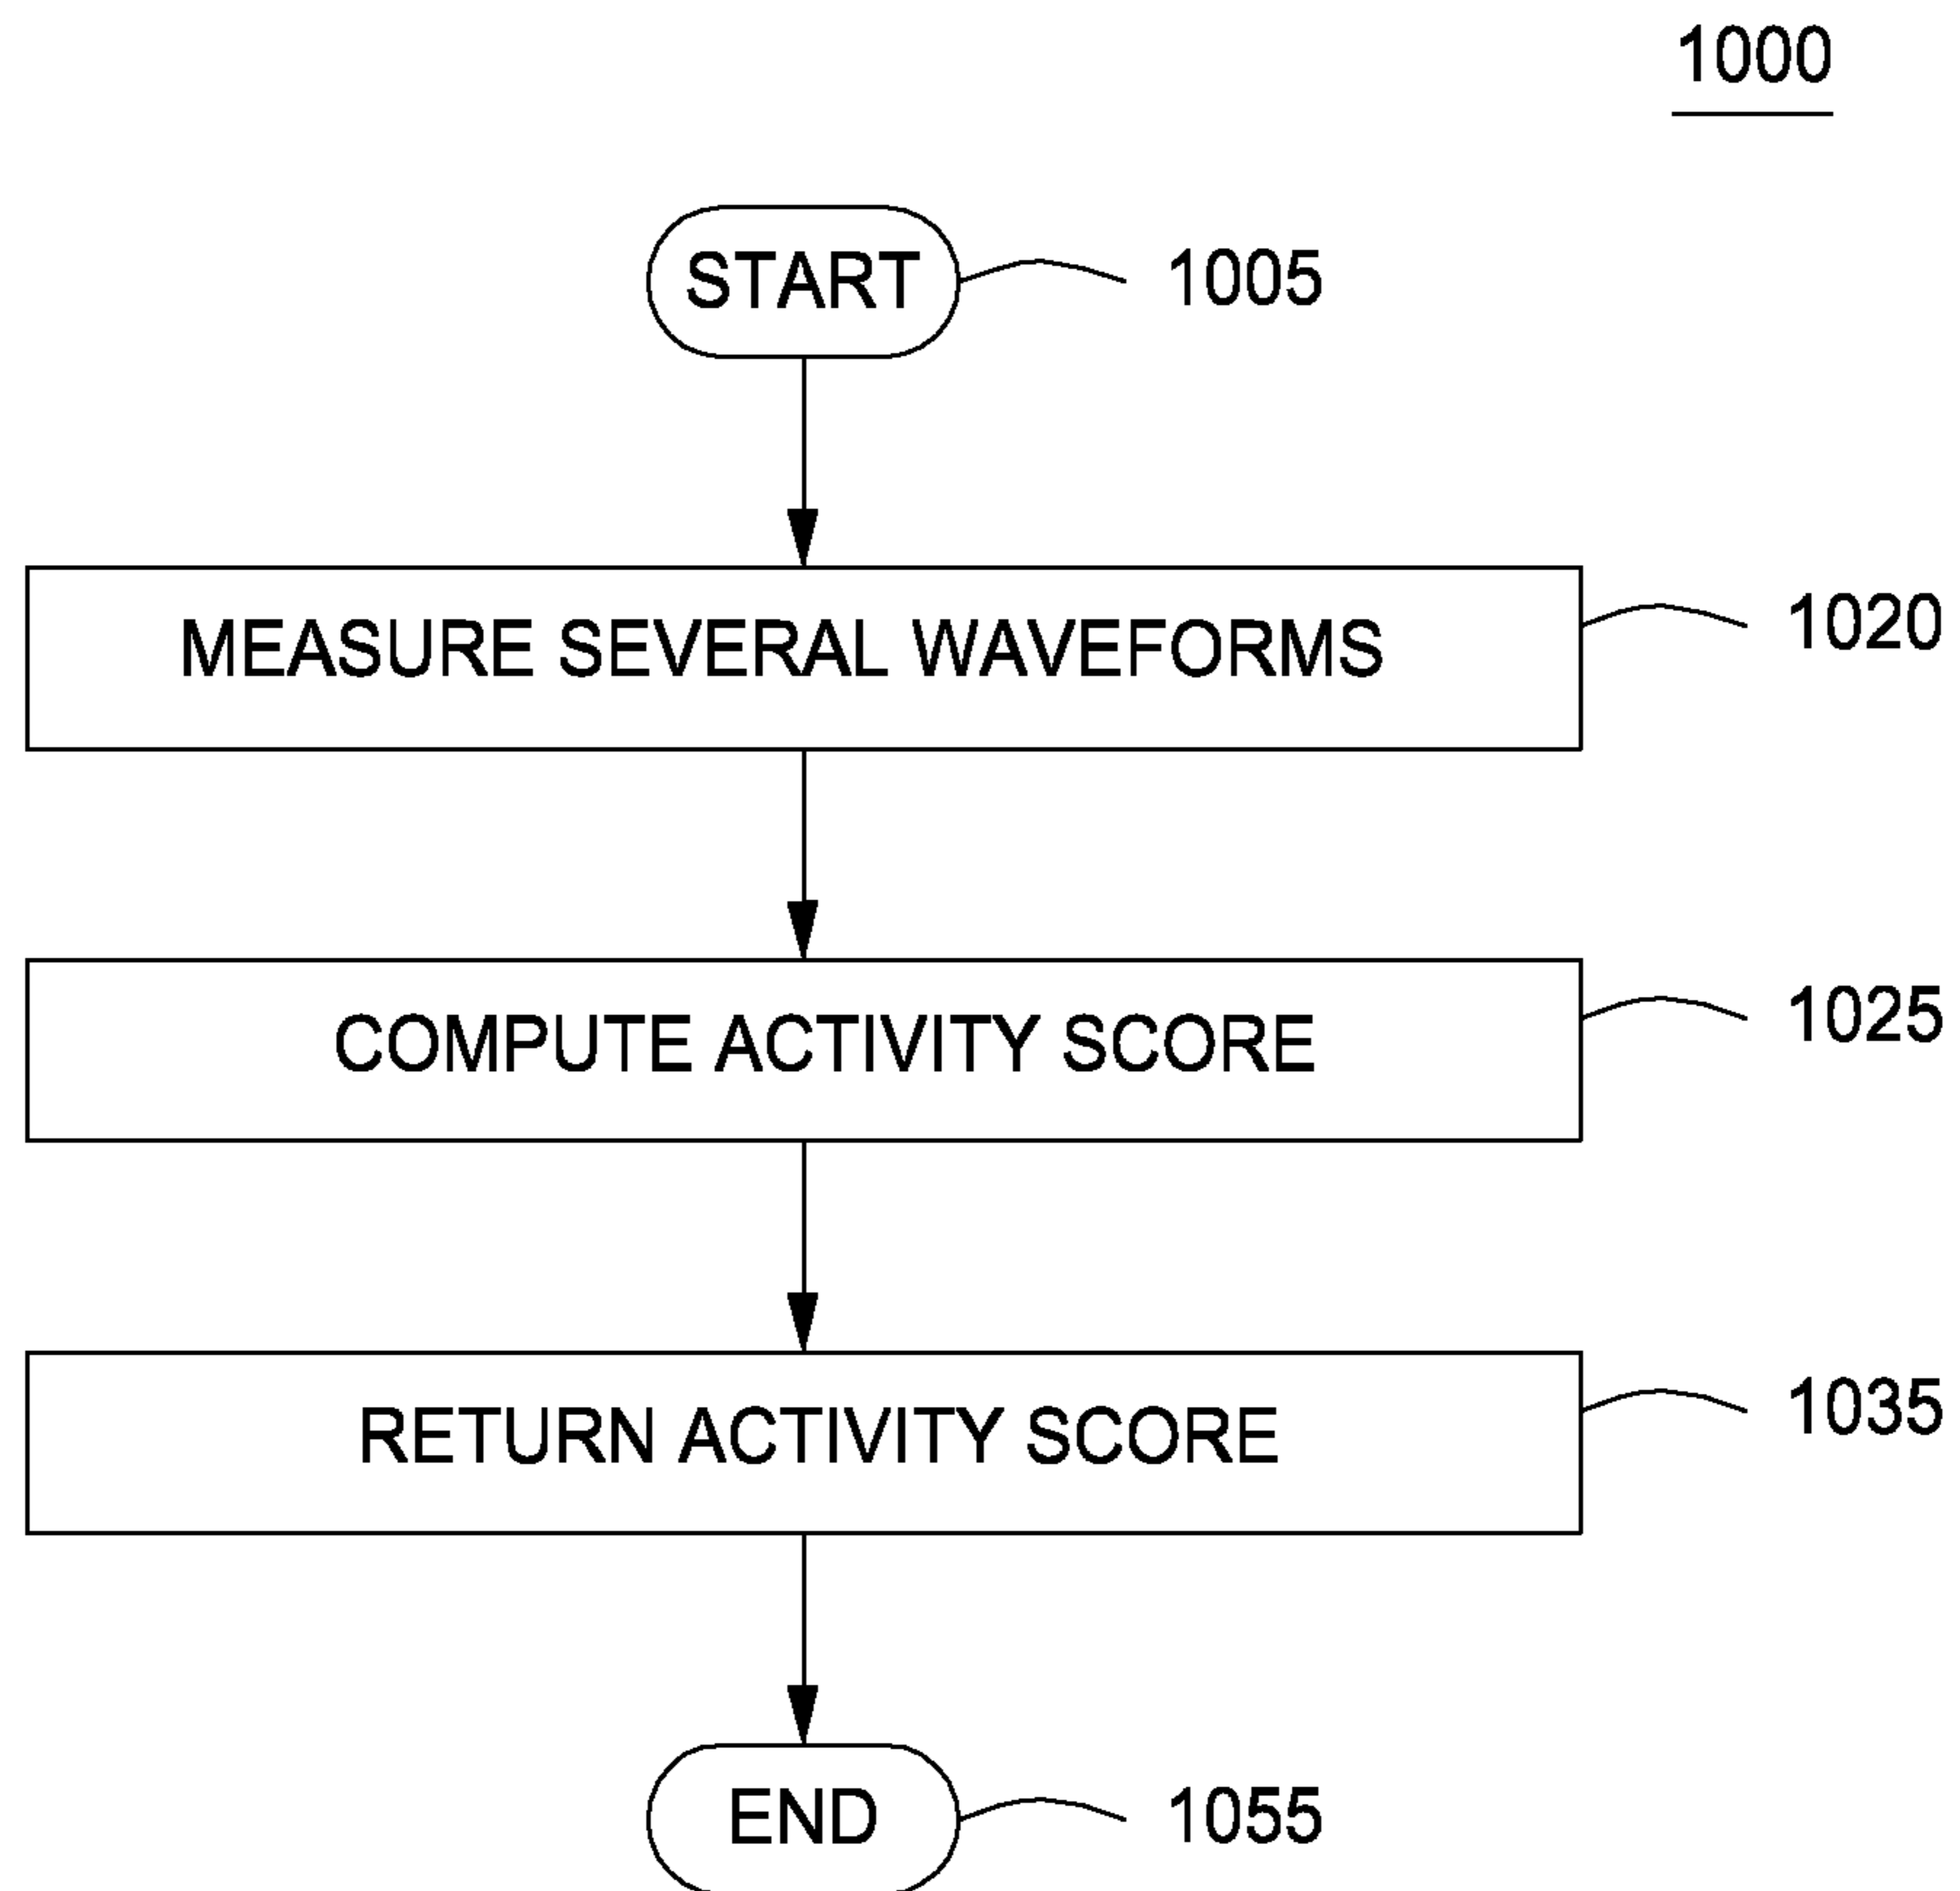 1000
START
1005
MEASURE SEVERAL WAVEFORMS
1020
COMPUTE ACTIVITY SCORE
1025
RETURN ACTIVITY SCORE
1035
END
1055